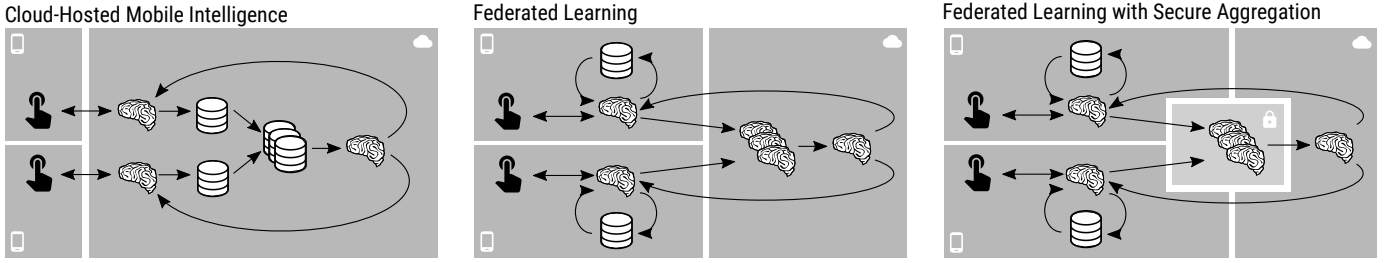 Cloud-Hosted Mobile Intelligence
Federated Learning
Federated Learning with Secure Aggregation